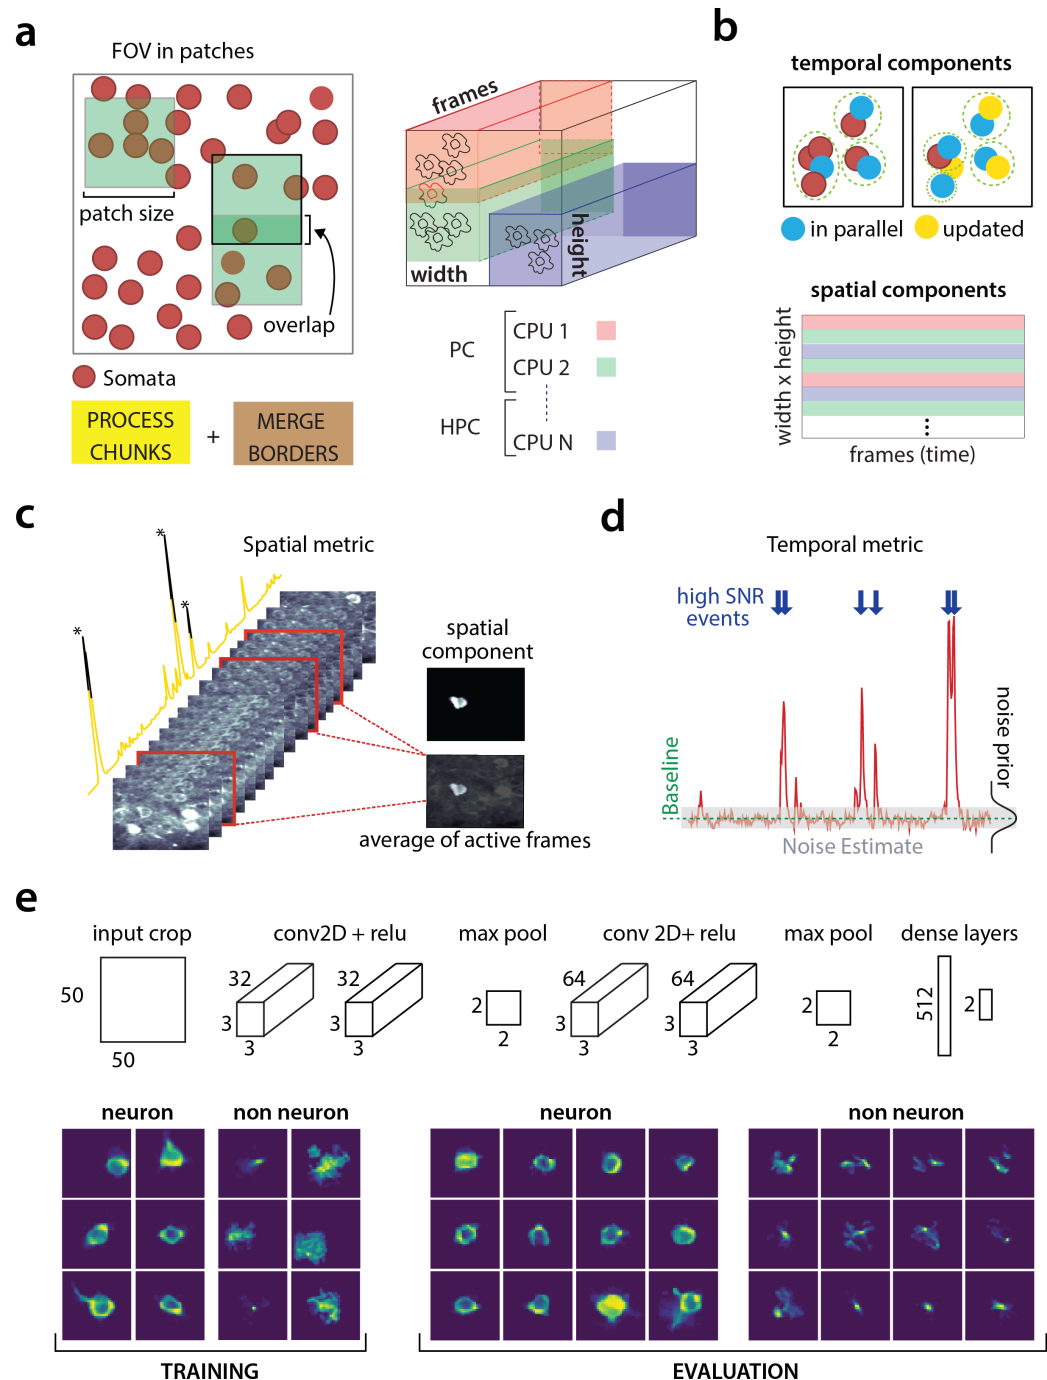 a
FOV in patches
patch size
overlap
Somata
PROCESS
CHUNKS
+
MERGE
BORDERS
frames
width
height
PC
CPU 1
CPU 2
HPC
CPU N
b
temporal components
in parallel
updated
spatial components
width x height
frames (time)
c
Spatial metric
*
*
*
spatial
component
average of active frames
d
Temporal metric
high SNR
events
Baseline
noise prior
Noise Estimate
e
input crop
conv2D + relu
max pool
conv 2D+ relu
max pool
dense layers
50
50
32
3
3
32
3
3
2
2
64
3
3
64
3
3
2
2
512
2
neuron
non neuron
neuron
non neuron
TRAINING
EVALUATION